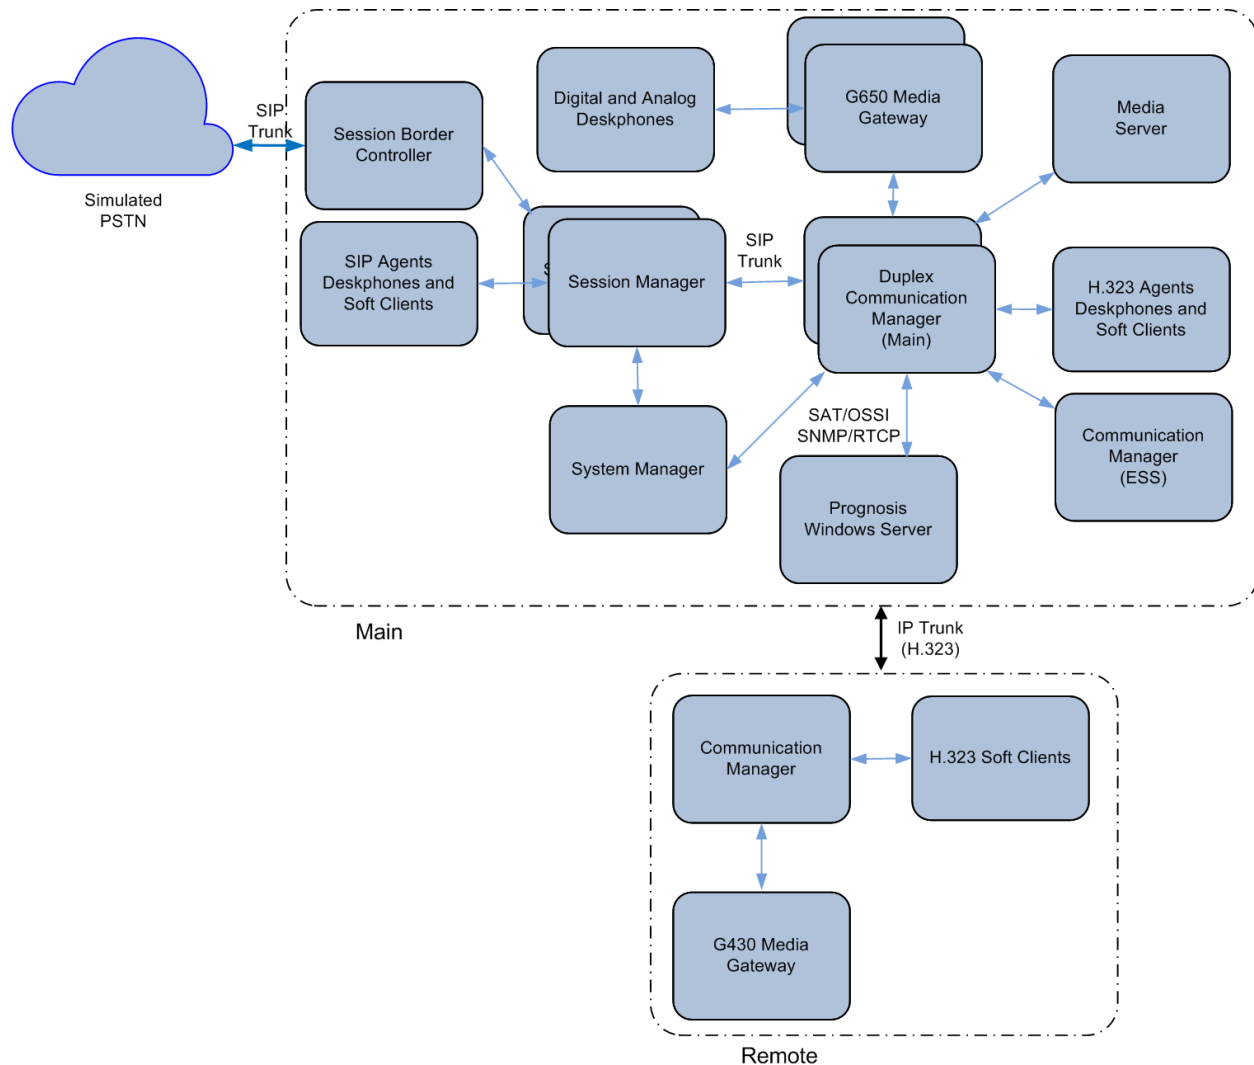 SIP
Trunk
Simulated
PSTN
Session Border
Controller
Digital and Analog
Deskphones
G650 Media
Gateway
Media
Server
SIP Agents
Deskphones and
Soft Clients
S
Session Manager
SIP
Trunk
Duplex
Communication
Manager
(Main)
H.323 Agents
Deskphones and
Soft Clients
System Manager
SAT/OSSI
SNMP/RTCP
Prognosis
Windows Server
Communication
Manager
(ESS)
Main
IP Trunk
(H.323)
Communication
Manager
H.323 Soft Clients
G430 Media
Gateway
Remote